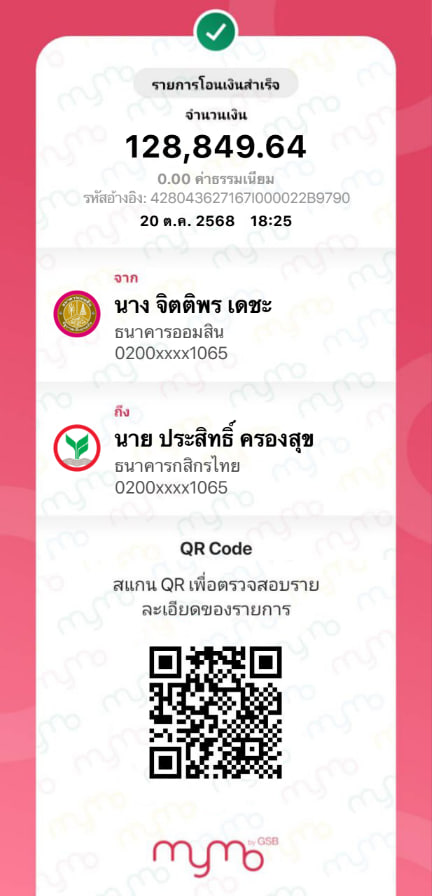 รายการโอนเงินสำเร็จ
จำนวนเงิน
128,849.64
0.00 ค่าธรรมเนียม
รหัสอ้างอิง: 428043627167I000022B9790
20 ต.ค. 2568 18:25
จาก
นาง จิตติพร เดชะ
ธนาคารออมสิน
0200xxxx1065
ถึง
นาย ประสิทธิ์ ครองสุข
ธนาคารกสิกรไทย
0200xxxx1065
QR Code
สแกน QR เพื่อตรวจสอบราย
ละเอียดของรายการ
mymo by GSB